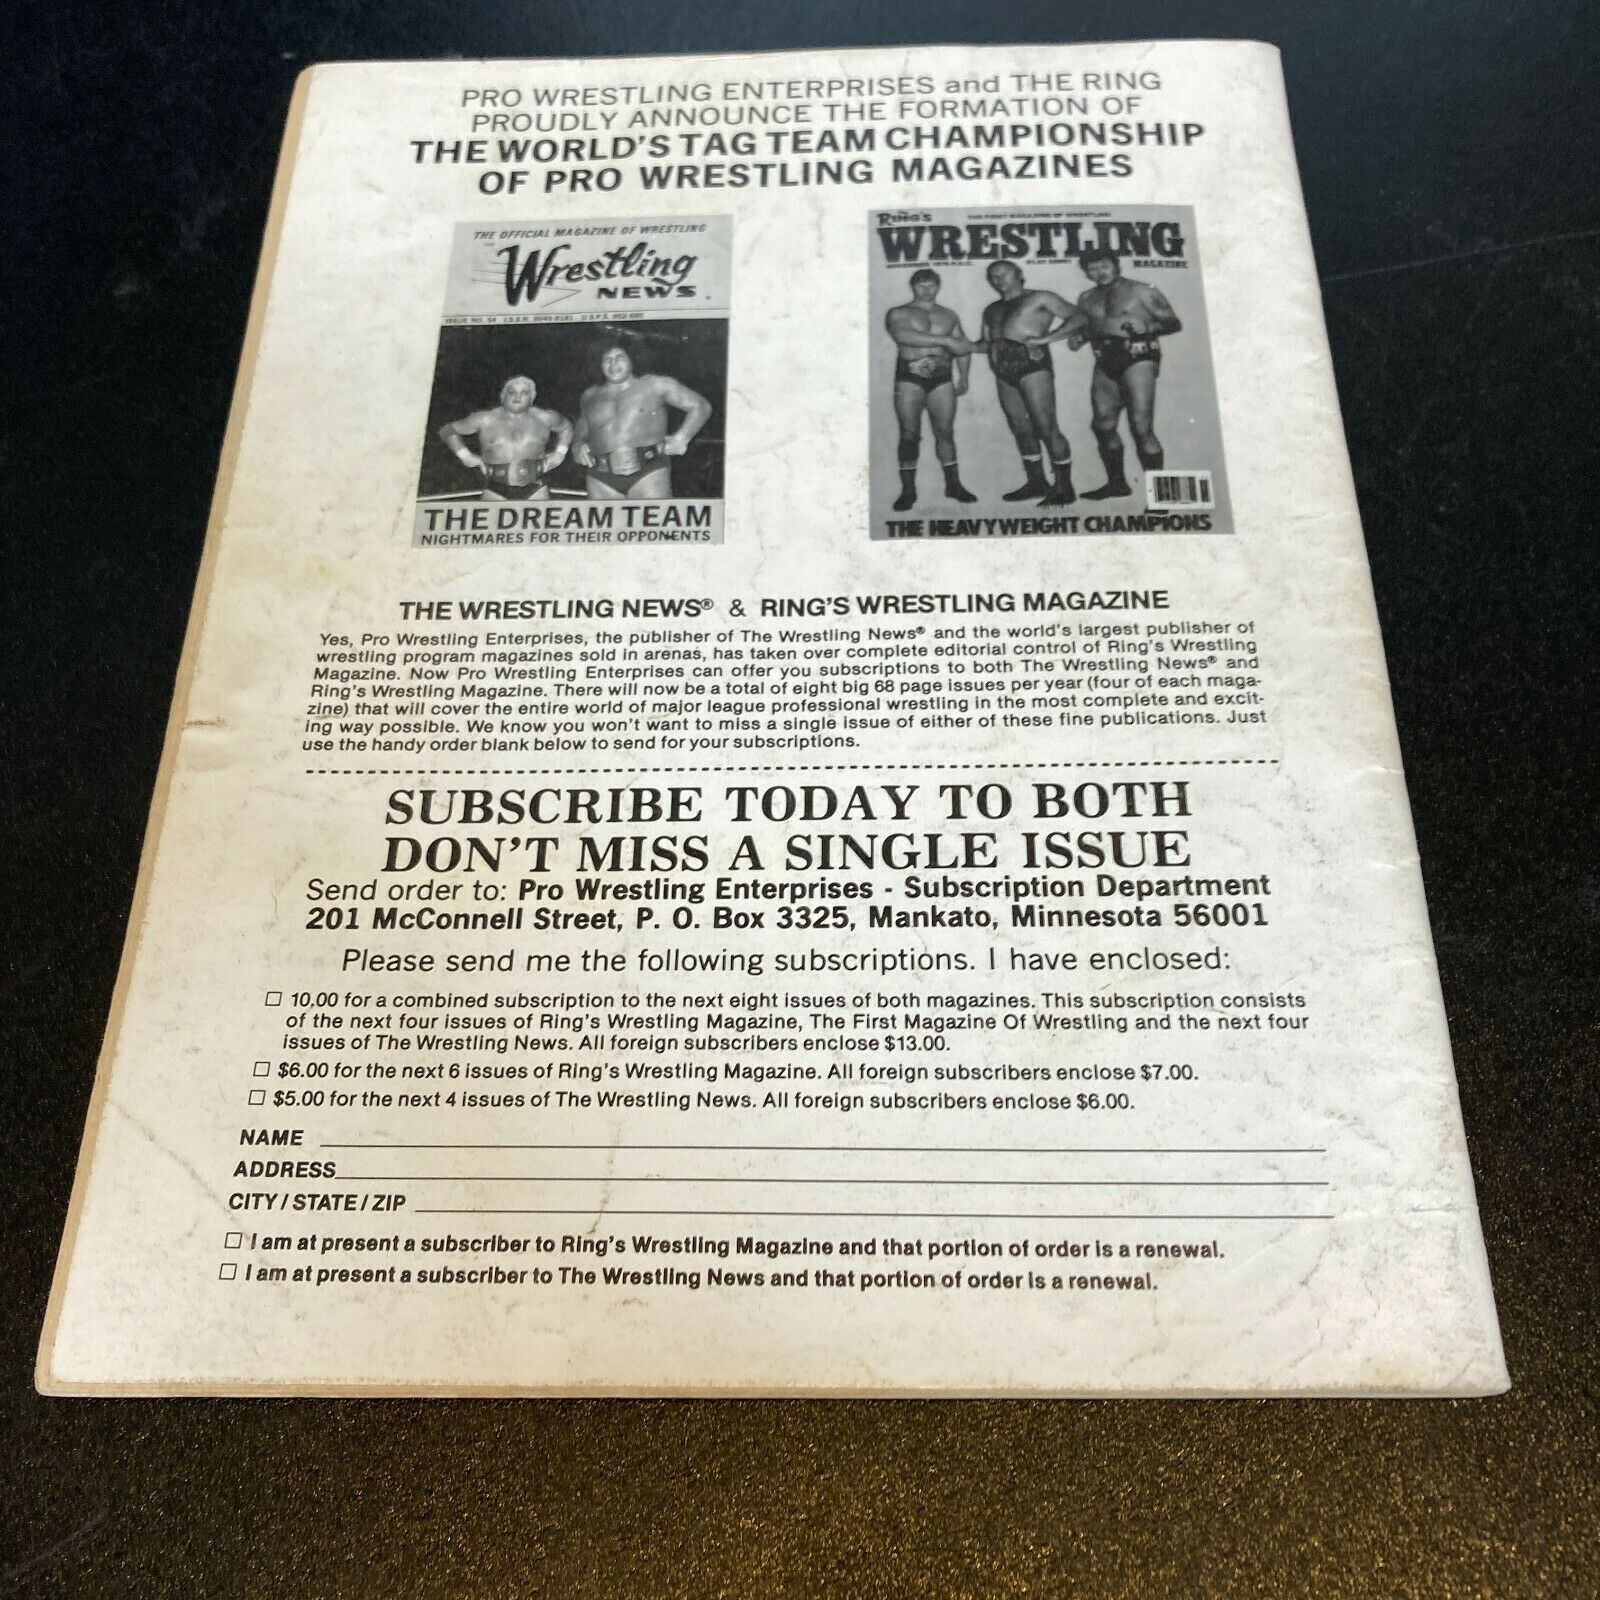 PRO WRESTLING ENTERPRISES and THE RING
PROUDLY ANNOUNCE THE FORMATION OF
THE WORLD'S TAG TEAM CHAMPIONSHIP
OF PRO WRESTLING MAGAZINES
THE OFFICIAL MAGAZINE OF WRESTLING
THE
Wrestling
NEWS
ISSUE NO. 54 I.S.S.N.
U.S.P.S.
THE DREAM TEAM
NIGHTMARES FOR THEIR OPPONENTS
THE RING'S
THE FIRST MAGAZINE OF WRESTLING
WRESTLING
MAGAZINE
THE HEAVYWEIGHT CHAMPIONS
THE WRESTLING NEWS® & RING'S WRESTLING MAGAZINE
Yes, Pro Wrestling Enterprises, the publisher of The Wrestling News® and the world's largest publisher of
wrestling program magazines sold in arenas, has taken over complete editorial control of Ring's Wrestling
Magazine. Now Pro Wrestling Enterprises can offer you subscriptions to both The Wrestling News® and
Ring's Wrestling Magazine. There will now be a total of eight big 68 page issues per year (four of each maga-
zine) that will cover the entire world of major league professional wrestling in the most complete and excit-
ing way possible. We know you won't want to miss a single issue of either of these fine publications. Just
use the handy order blank below to send for your subscriptions.
SUBSCRIBE TODAY TO BOTH
DON'T MISS A SINGLE ISSUE
Send order to: Pro Wrestling Enterprises - Subscription Department
201 McConnell Street, P. O. Box 3325, Mankato, Minnesota 56001
Please send me the following subscriptions. I have enclosed:
☐ 10.00 for a combined subscription to the next eight issues of both magazines. This subscription consists
of the next four issues of Ring's Wrestling Magazine, The First Magazine Of Wrestling and the next four
issues of The Wrestling News. All foreign subscribers enclose $13.00.
☐ $6.00 for the next 6 issues of Ring's Wrestling Magazine. All foreign subscribers enclose $7.00.
☐ $5.00 for the next 4 issues of The Wrestling News. All foreign subscribers enclose $6.00.
NAME
ADDRESS
CITY / STATE / ZIP
☐ I am at present a subscriber to Ring's Wrestling Magazine and that portion of order is a renewal.
☐ I am at present a subscriber to The Wrestling News and that portion of order is a renewal.